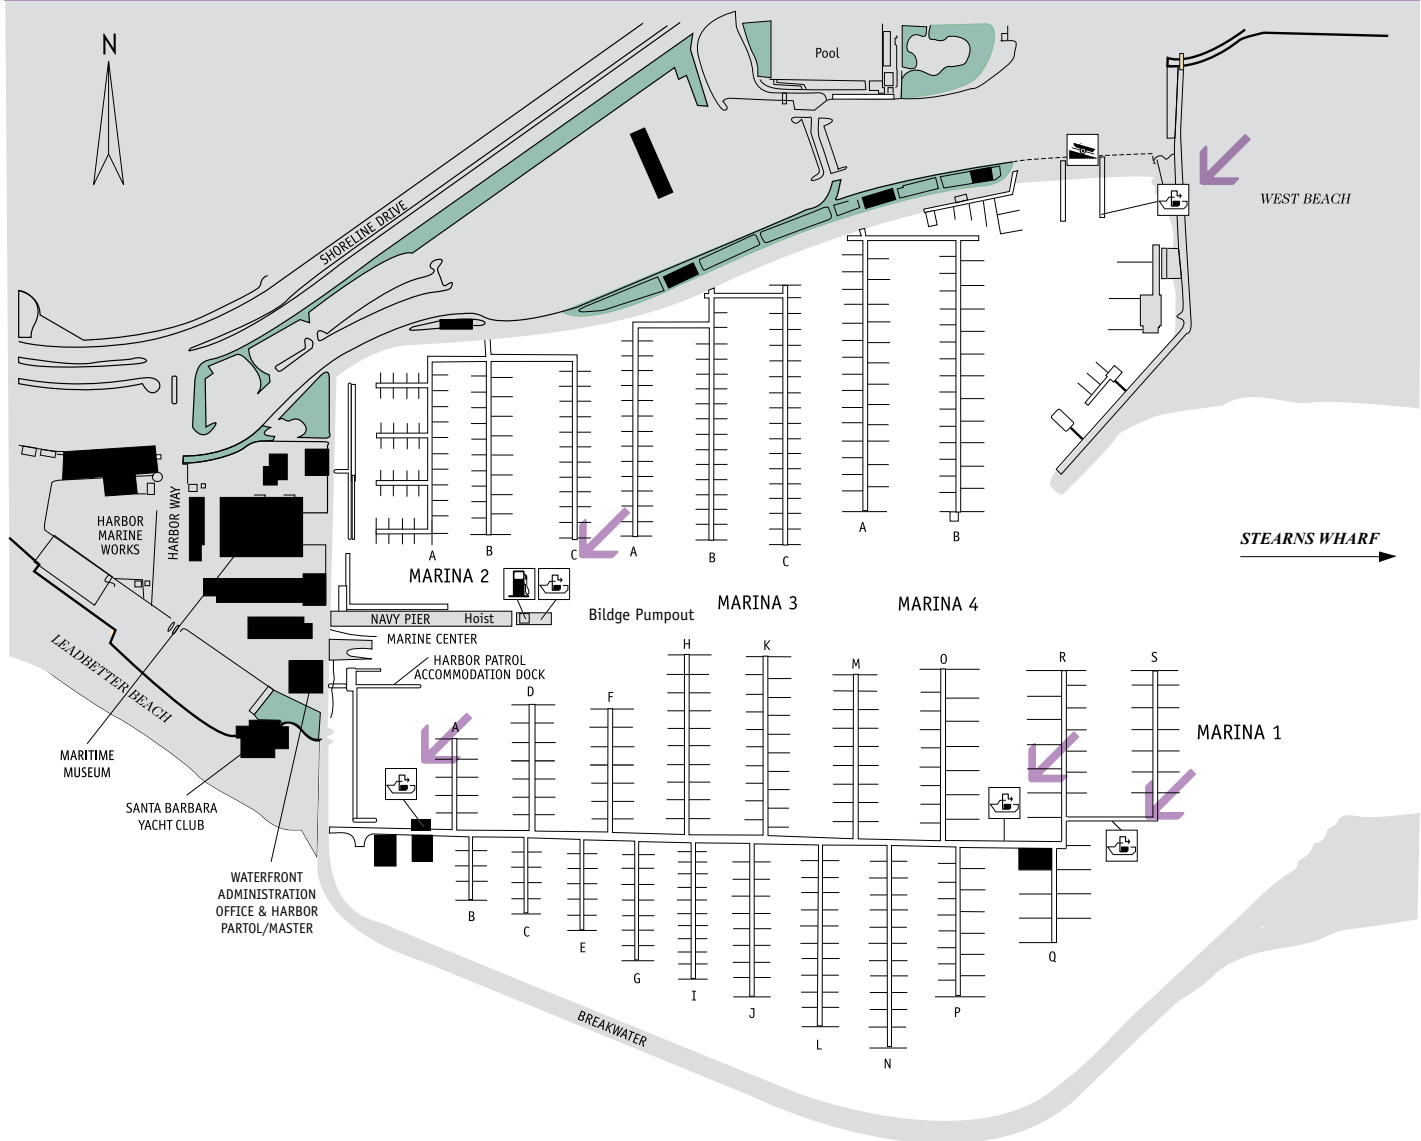 N
Pool
SHORELINE DRIVE
WEST BEACH
HARBOR
MARINE
WORKS
HARBOR WAY
A
B
C
A
B
C
A
B
MARINA 2
MARINA 3
MARINA 4
STEARNS WHARF
NAVY PIER
Hoist
Bildge Pumpout
MARINE CENTER
HARBOR PATROL
ACCOMMODATION DOCK
LEADBETTER BEACH
MARITIME
MUSEUM
SANTA BARBARA
YACHT CLUB
WATERFRONT
ADMINISTRATION
OFFICE & HARBOR
PARTOL/MASTER
A
D
F
H
K
M
O
R
S
MARINA 1
B
C
E
G
I
J
L
N
P
Q
BREAKWATER